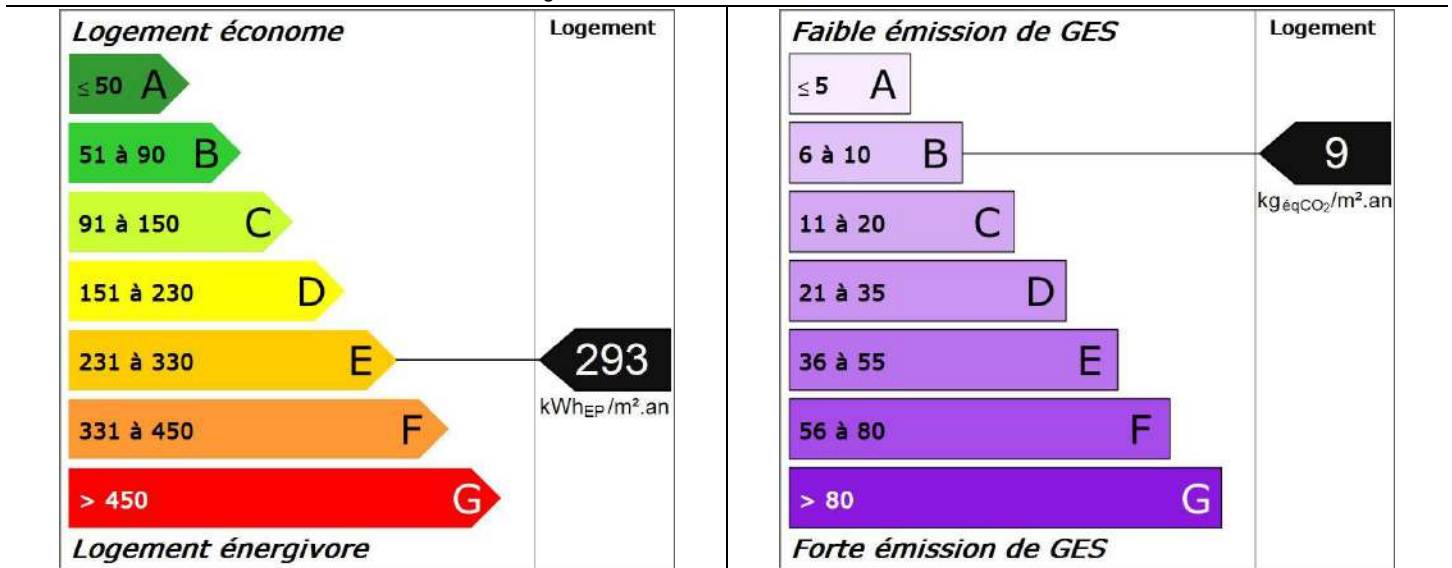 Logement économe
Logement
≤ 50 A
51 à 90 B
91 à 150 C
151 à 230 D
231 à 330 E
293
kWhEP/m².an
331 à 450 F
> 450 G
Logement énergivore
Faible émission de GES
Logement
≤ 5 A
6 à 10 B
9
kgéqCO₂/m².an
11 à 20 C
21 à 35 D
36 à 55 E
56 à 80 F
> 80 G
Forte émission de GES